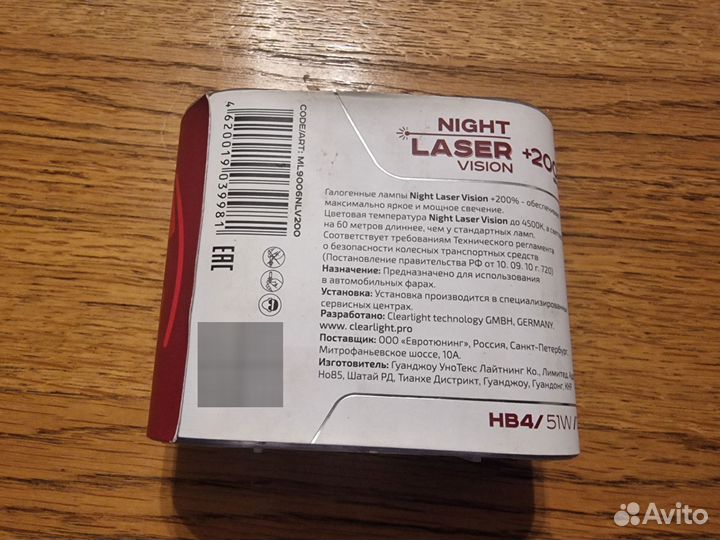 NIGHT
LASER +200
VISION
Галогенные лампы Night Laser Vision +200% -
максимально яркое и мощное свечение.
Цветовая температура Night Laser Vision до 4500K, а
на 60 метров длиннее, чем у стандартных ламп.
Соответствует требованиям Технического регламента
о безопасности колесных транспортных средств
(Постановление правительства РФ от 10. 09. 10 г. 720)
Назначение: Предназначено для использования
в автомобильных фарах.
Установка: Установка производится в специализированных
сервисных центрах.
Разработано: Clearlight technology GMBH, GERMANY.
www. clearlight.pro
Поставщик: ООО «Евротюнинг», Россия, Санкт-Петербург,
Митрофаньевское шоссе, 10А.
Изготовитель: Гуанджоу УноТекс Лайтнинг Ко., Лимитед,
Но85, Шатай РД, Тианхе Дистрикт, Гуанджоу, Гуандонг, КНР
HB4/ 51W/
CODE/ART: ML9006NLV200
4620019039981
EAC
Avito